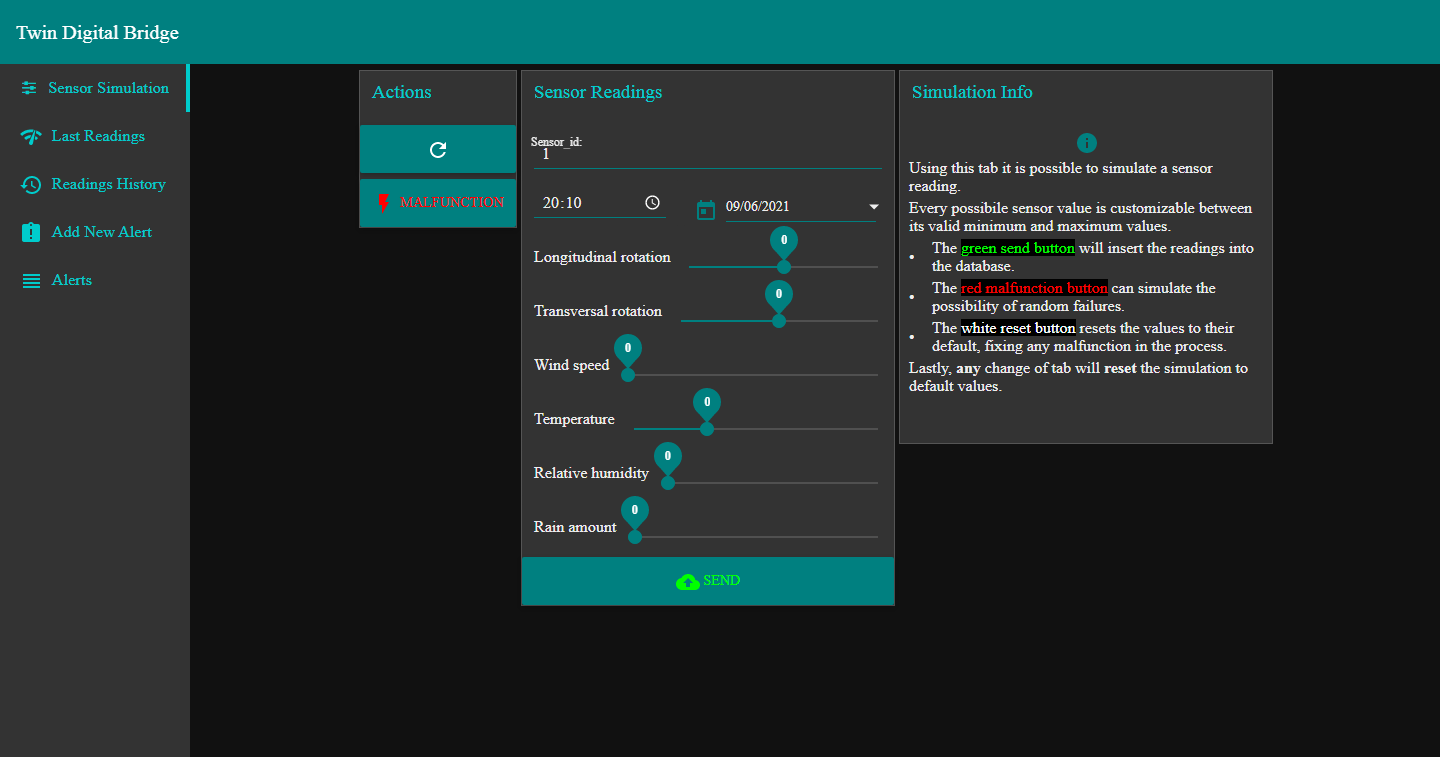 Twin Digital Bridge
Sensor Simulation
Last Readings
Readings History
Add New Alert
Alerts
Actions
MALFUNCTION
Sensor Readings
Sensor_id:
1
20:10
09/06/2021
0
Longitudinal rotation
0
Transversal rotation
0
Wind speed
0
Temperature
0
Relative humidity
0
Rain amount
SEND
Simulation Info
Using this tab it is possible to simulate a sensor
reading.
Every possibile sensor value is customizable between
its valid minimum and maximum values.
• The green send button will insert the readings into
the database.
• The red malfunction button can simulate the
possibility of random failures.
• The white reset button resets the values to their
default, fixing any malfunction in the process.
Lastly, any change of tab will reset the simulation to
default values.